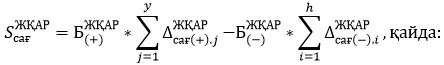 S_сағ^ЖҚАР = Б_(+)^ЖҚАР * ∑_{j=1}^{y} Δ_сағ(+).j^ЖҚАР − Б_(−)^ЖҚАР * ∑_{i=1}^{h} Δ_сағ(−).i^ЖҚАР , қайда: